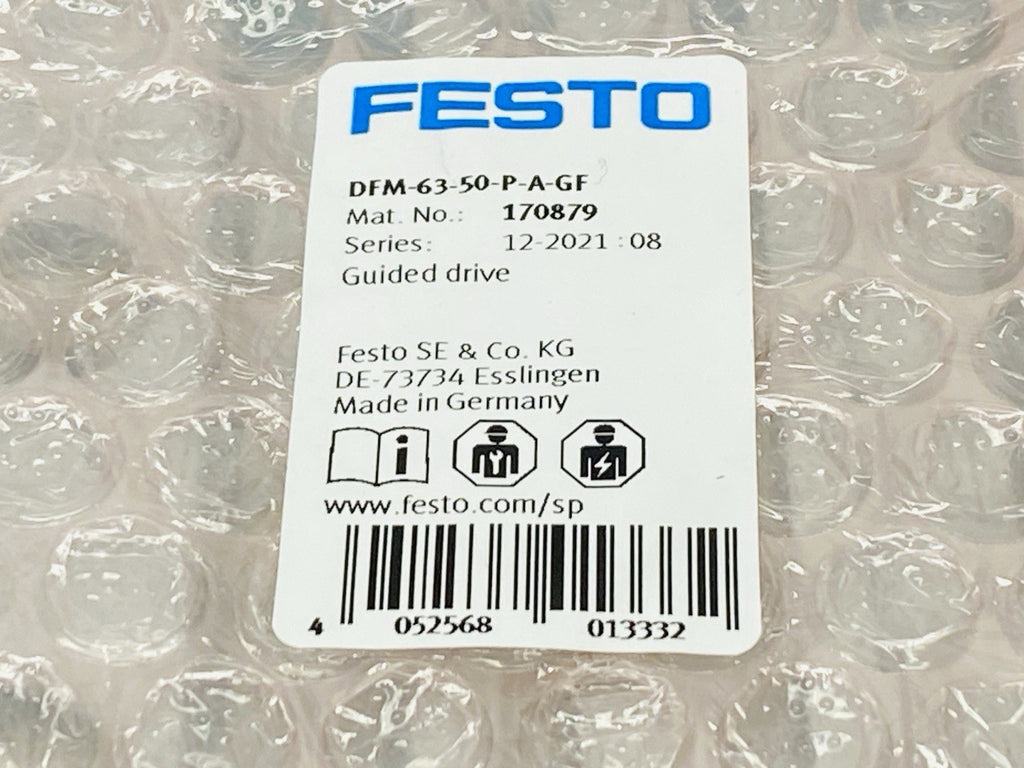 FESTO
DFM-63-50-P-A-GF
Mat. No.: 170879
Series: 12-2021 : 08
Guided drive
Festo SE & Co. KG
DE-73734 Esslingen
Made in Germany
www.festo.com/sp
4 052568 013332